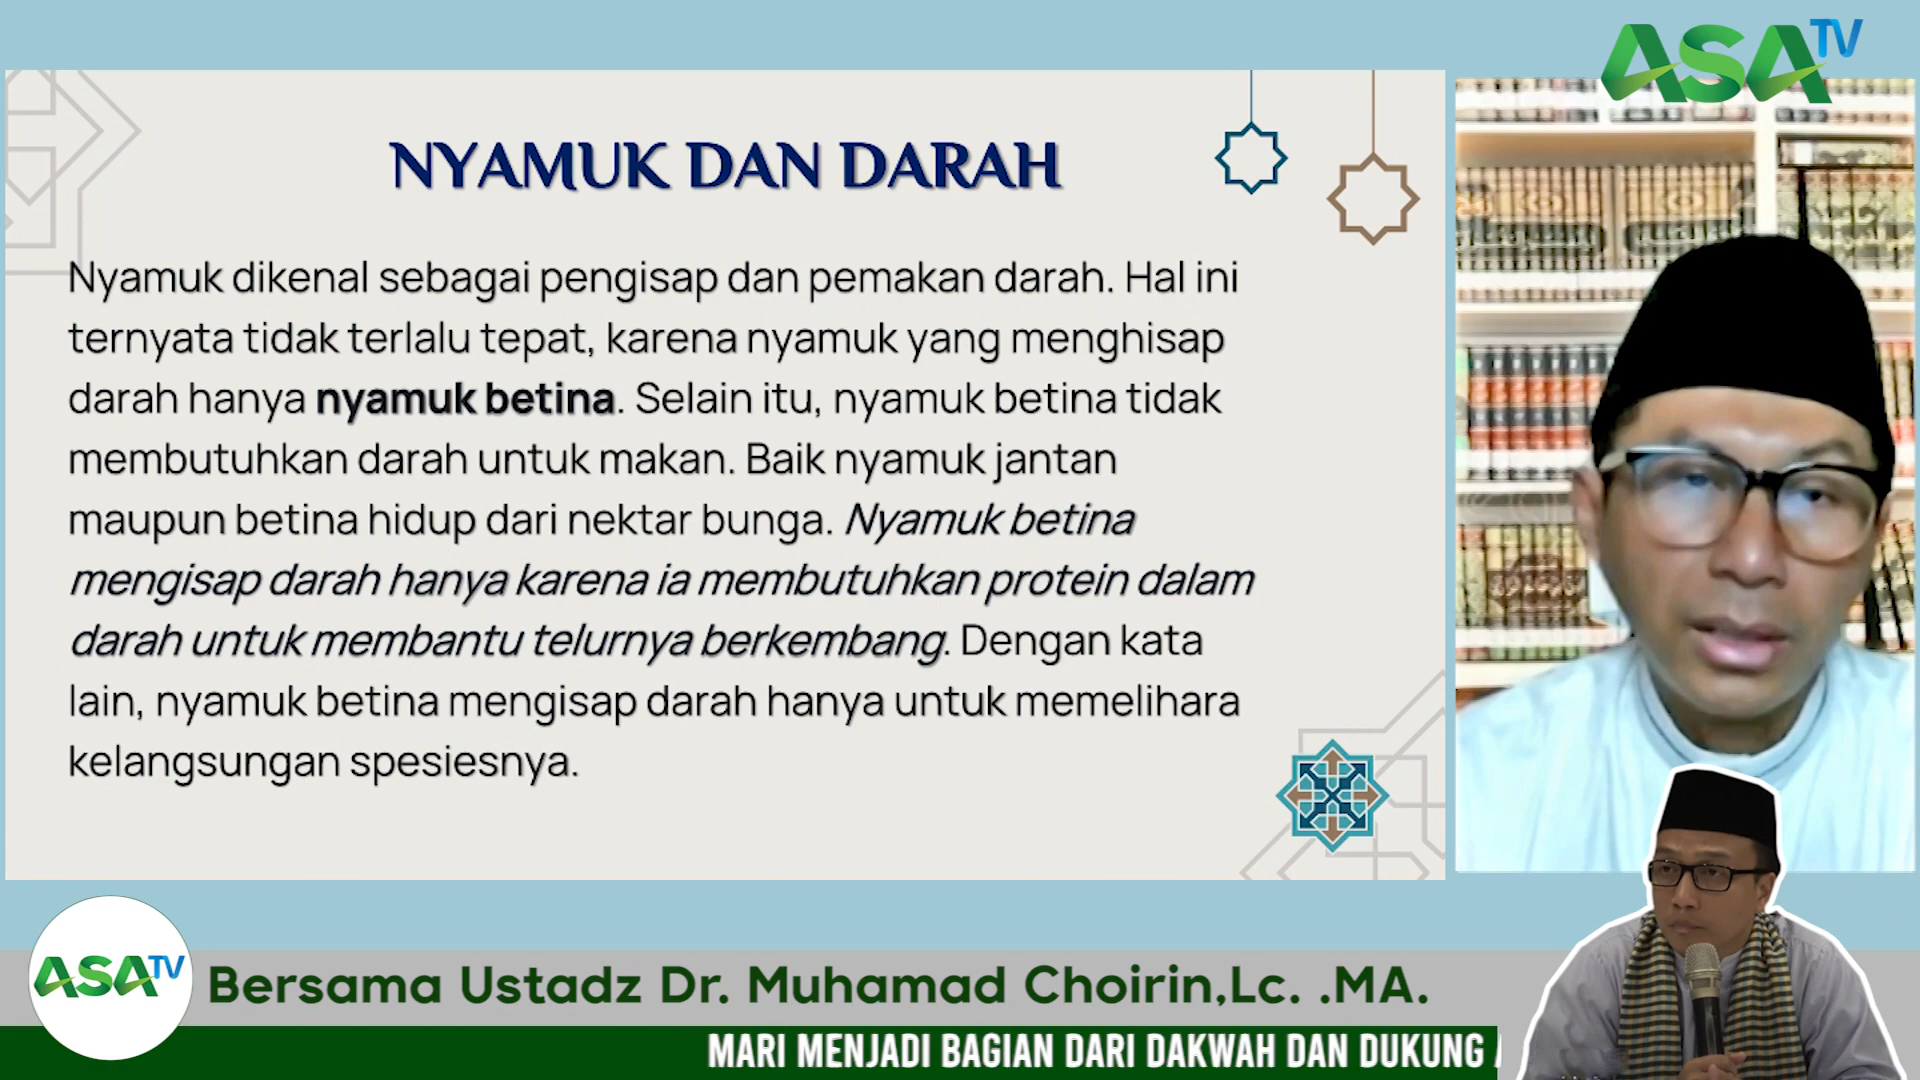 ASA TV
NYAMUK DAN DARAH
Nyamuk dikenal sebagai pengisap dan pemakan darah. Hal ini
ternyata tidak terlalu tepat, karena nyamuk yang menghisap
darah hanya nyamuk betina. Selain itu, nyamuk betina tidak
membutuhkan darah untuk makan. Baik nyamuk jantan
maupun betina hidup dari nektar bunga. Nyamuk betina
mengisap darah hanya karena ia membutuhkan protein dalam
darah untuk membantu telurnya berkembang. Dengan kata
lain, nyamuk betina mengisap darah hanya untuk memelihara
kelangsungan spesiesnya.
ASA TV
Bersama Ustadz Dr. Muhamad Choirin,Lc. .MA.
MARI MENJADI BAGIAN DARI DAKWAH DAN DUKUNG